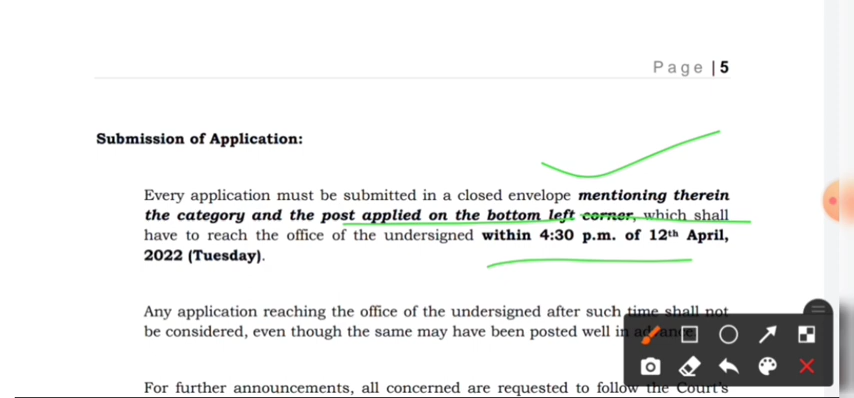 Page | 5
Submission of Application:
Every application must be submitted in a closed envelope mentioning therein
the category and the post applied on the bottom left corner, which shall
have to reach the office of the undersigned within 4:30 p.m. of 12th April,
2022 (Tuesday).
Any application reaching the office of the undersigned after such time shall not
be considered, even though the same may have been posted well in advance.
For further announcements, all concerned are requested to follow the Court's